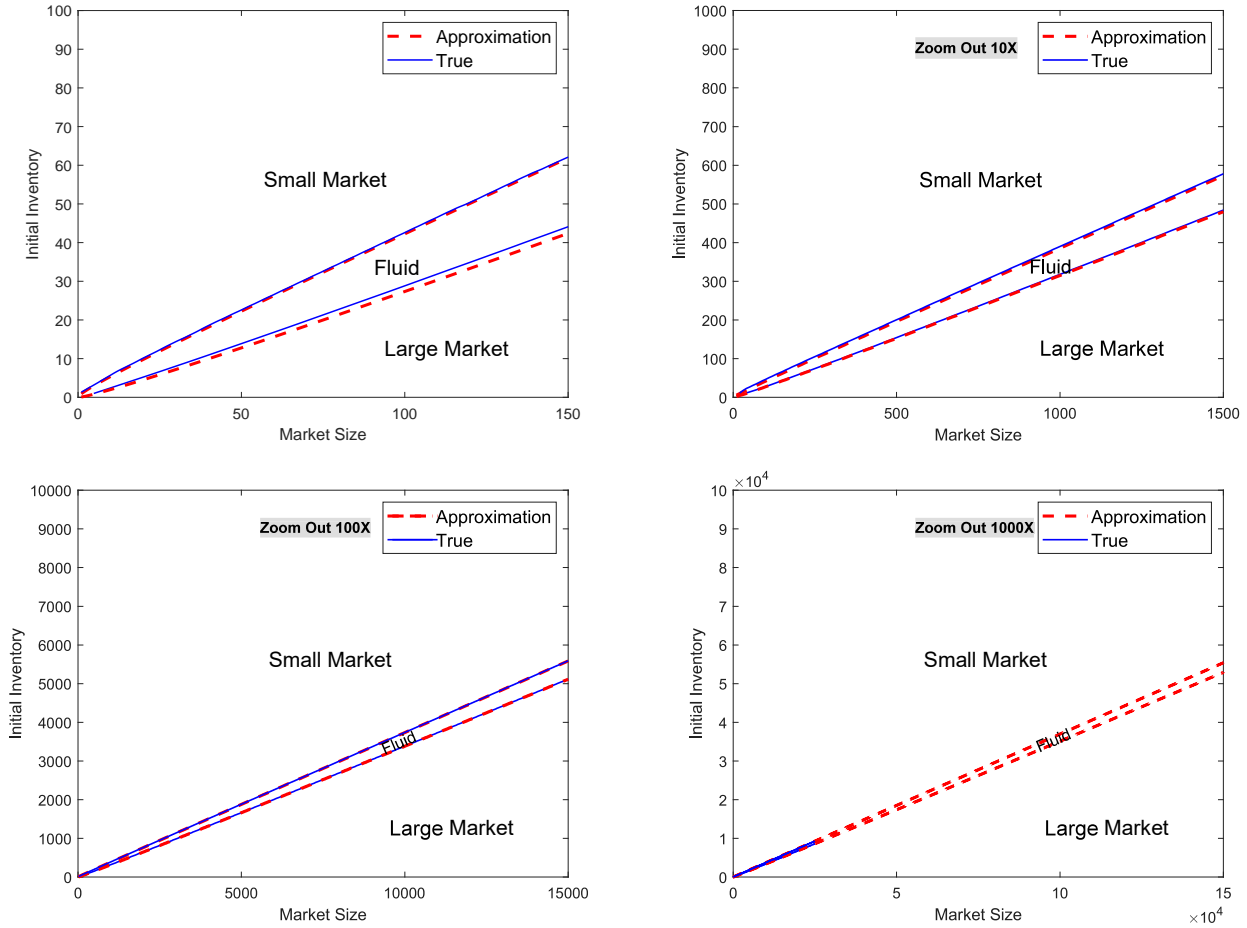 100
90
80
70
60
50
40
30
20
10
0
0
50
100
150
Initial Inventory
Market Size
Approximation
True
Small Market
Fluid
Large Market
1000
900
800
700
600
500
400
300
200
100
0
0
500
1000
1500
Initial Inventory
Market Size
Zoom Out 10X
Approximation
True
Small Market
Fluid
Large Market
10000
9000
8000
7000
6000
5000
4000
3000
2000
1000
0
0
5000
10000
15000
Initial Inventory
Market Size
Zoom Out 100X
Approximation
True
Small Market
Fluid
Large Market
×10⁴
10
9
8
7
6
5
4
3
2
1
0
0
5
10
15
×10⁴
Initial Inventory
Market Size
Zoom Out 1000X
Approximation
True
Small Market
Fluid
Large Market